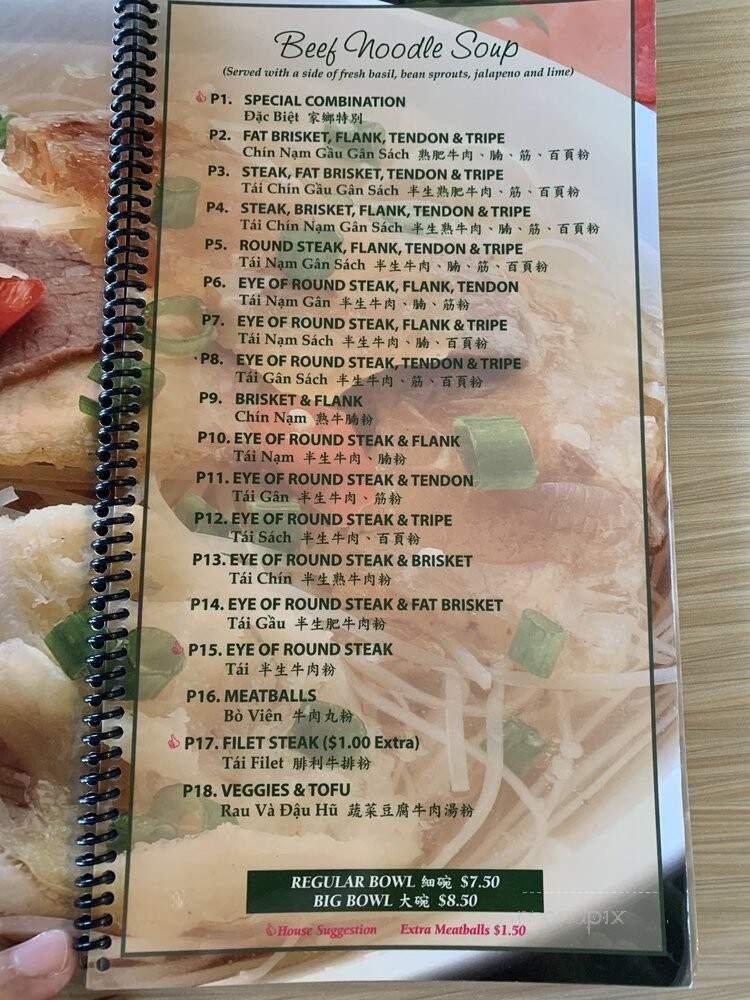 Beef Noodle Soup
(Served with a side of fresh basil, bean sprouts, jalapeno and lime)
P1. SPECIAL COMBINATION
Đặc Biệt 家鄉特別
P2. FAT BRISKET, FLANK, TENDON & TRIPE
Chín Nạm Gầu Gân Sách 熟肥牛肉、腩、筋、百頁粉
P3. STEAK, FAT BRISKET, TENDON & TRIPE
Tái Chín Gầu Gân Sách 半生熟肥牛肉、筋、百頁粉
P4. STEAK, BRISKET, FLANK, TENDON & TRIPE
Tái Chín Nạm Gân Sách 半生熟牛肉、腩、筋、百頁粉
P5. ROUND STEAK, FLANK, TENDON & TRIPE
Tái Nạm Gân Sách 半生牛肉、腩、筋、百頁粉
P6. EYE OF ROUND STEAK, FLANK, TENDON
Tái Nạm Gân 半生牛肉、腩、筋粉
P7. EYE OF ROUND STEAK, FLANK & TRIPE
Tái Nạm Sách 半生牛肉、腩、百頁粉
P8. EYE OF ROUND STEAK, TENDON & TRIPE
Tái Gân Sách 半生牛肉、筋、百頁粉
P9. BRISKET & FLANK
Chín Nạm 熟牛腩粉
P10. EYE OF ROUND STEAK & FLANK
Tái Nạm 半生牛肉、腩粉
P11. EYE OF ROUND STEAK & TENDON
Tái Gân 半生牛肉、筋粉
P12. EYE OF ROUND STEAK & TRIPE
Tái Sách 半生牛肉、百頁粉
P13. EYE OF ROUND STEAK & BRISKET
Tái Chín 半生熟牛肉粉
P14. EYE OF ROUND STEAK & FAT BRISKET
Tái Gầu 半生肥牛肉粉
P15. EYE OF ROUND STEAK
Tái 半生牛肉粉
P16. MEATBALLS
Bò Viên 牛肉丸粉
P17. FILET STEAK ($1.00 Extra)
Tái Filet 腓利牛排粉
P18. VEGGIES & TOFU
Rau Và Đậu Hũ 蔬菜豆腐牛肉湯粉
REGULAR BOWL 細碗 $7.50
BIG BOWL 大碗 $8.50
House Suggestion Extra Meatballs $1.50